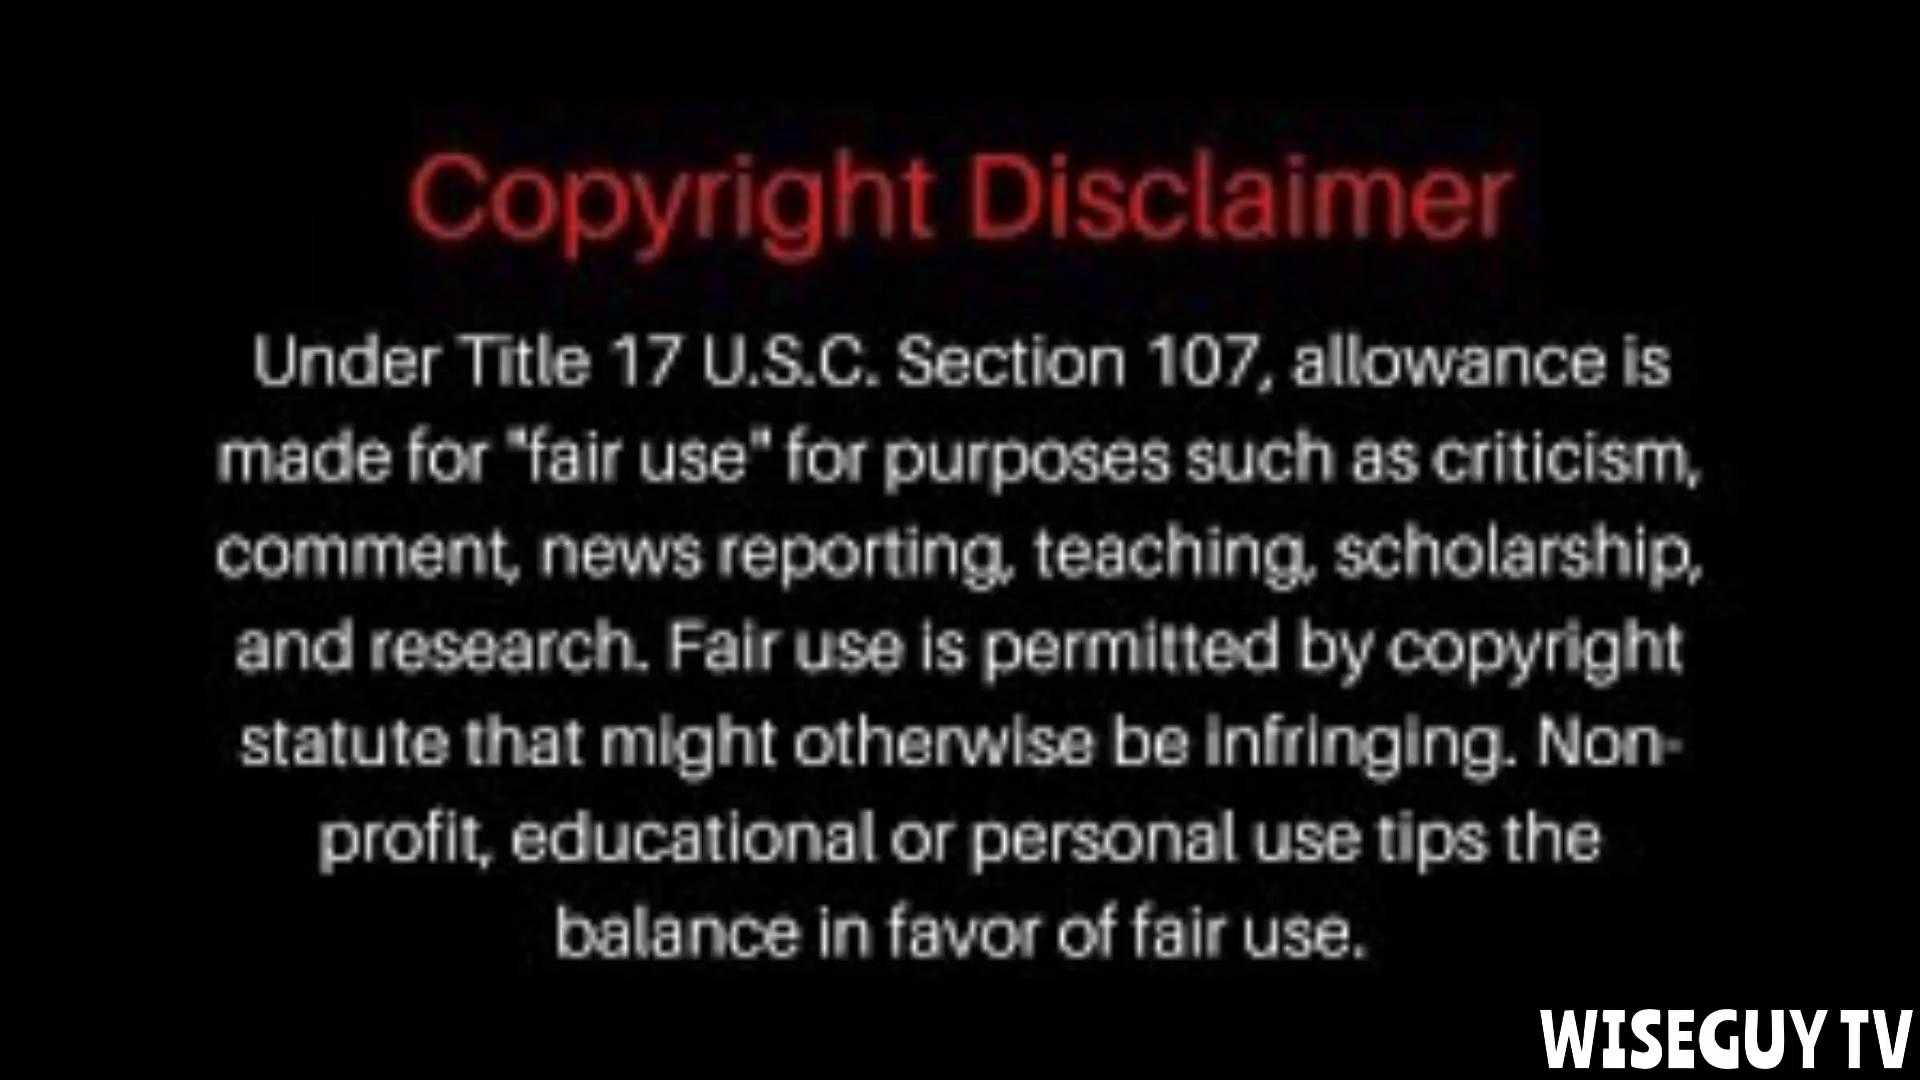 Copyright Disclaimer
Under Title 17 U.S.C. Section 107, allowance is
made for "fair use" for purposes such as criticism,
comment, news reporting, teaching, scholarship,
and research. Fair use is permitted by copyright
statute that might otherwise be infringing. Non-
profit, educational or personal use tips the
balance in favor of fair use.
WISEGUY TV